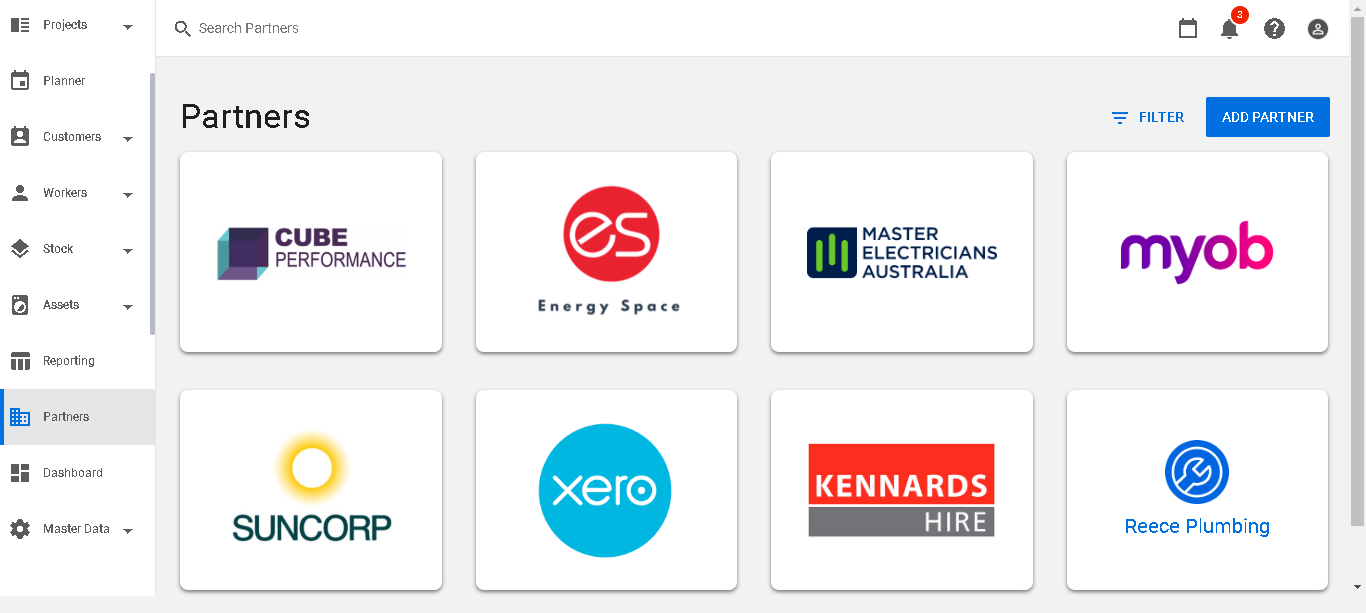 Projects
Search Partners
3
Planner
Partners
FILTER
ADD PARTNER
Customers
Workers
Stock
Assets
Reporting
Partners
Dashboard
Master Data
CUBE
PERFORMANCE
es
Energy Space
MASTER
ELECTRICIANS
AUSTRALIA
myob
SUNCORP
xero
KENNARDS
HIRE
Reece Plumbing